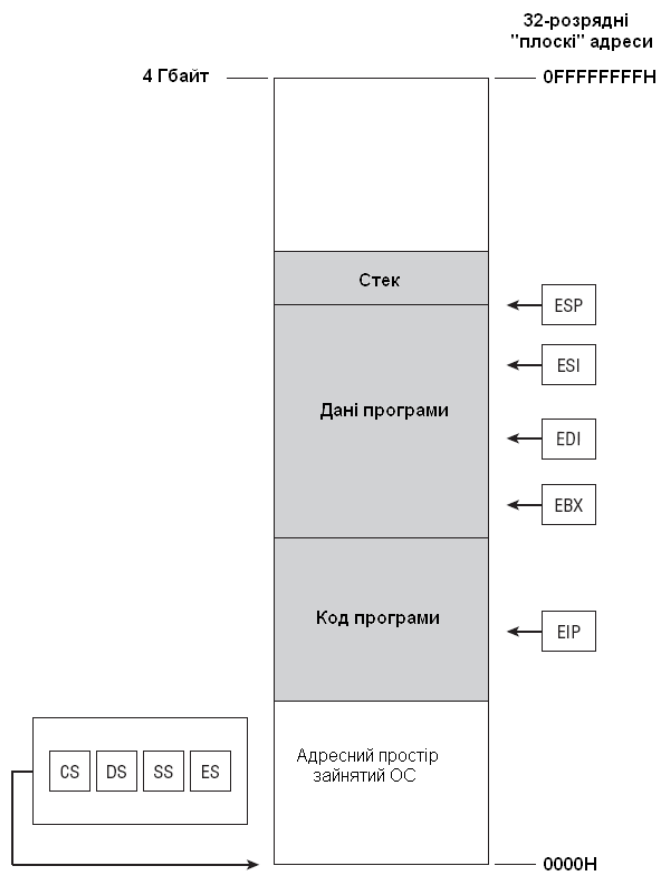 32-розрядні
"плоскі" адреси
4 Гбайт
0FFFFFFFFH
Стек
ESP
ESI
Дані програми
EDI
EBX
Код програми
EIP
CS DS SS ES
Адресний простір
зайнятий ОС
0000H